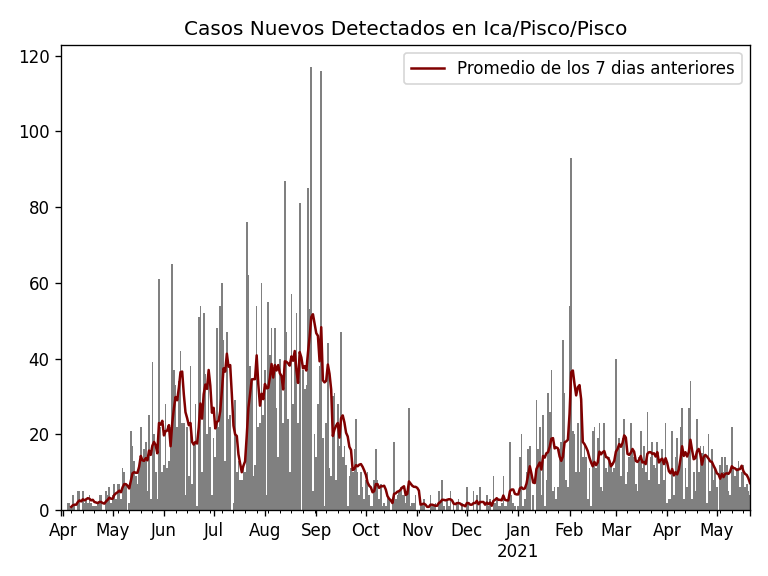 Casos Nuevos Detectados en Ica/Pisco/Pisco
Promedio de los 7 dias anteriores
120
100
80
60
40
20
0
Apr May Jun Jul Aug Sep Oct Nov Dec Jan Feb Mar Apr May
2021